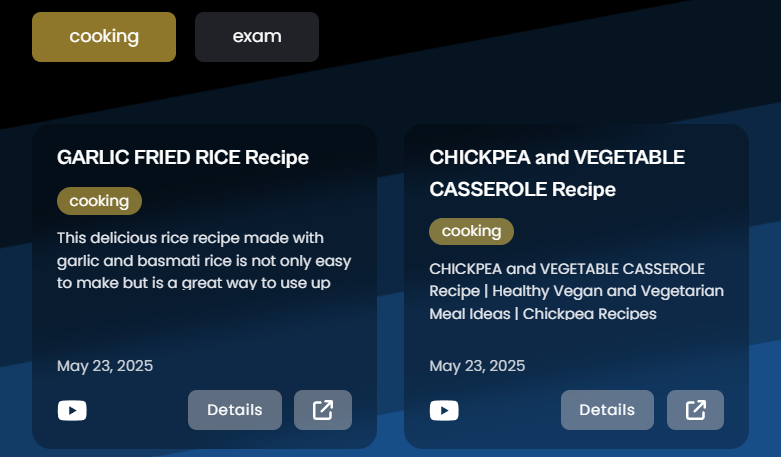 cooking
exam
GARLIC FRIED RICE Recipe
cooking
This delicious rice recipe made with
garlic and basmati rice is not only easy
to make but is a great way to use up
May 23, 2025
Details
CHICKPEA and VEGETABLE
CASSEROLE Recipe
cooking
CHICKPEA and VEGETABLE CASSEROLE
Recipe | Healthy Vegan and Vegetarian
Meal Ideas | Chickpea Recipes
May 23, 2025
Details